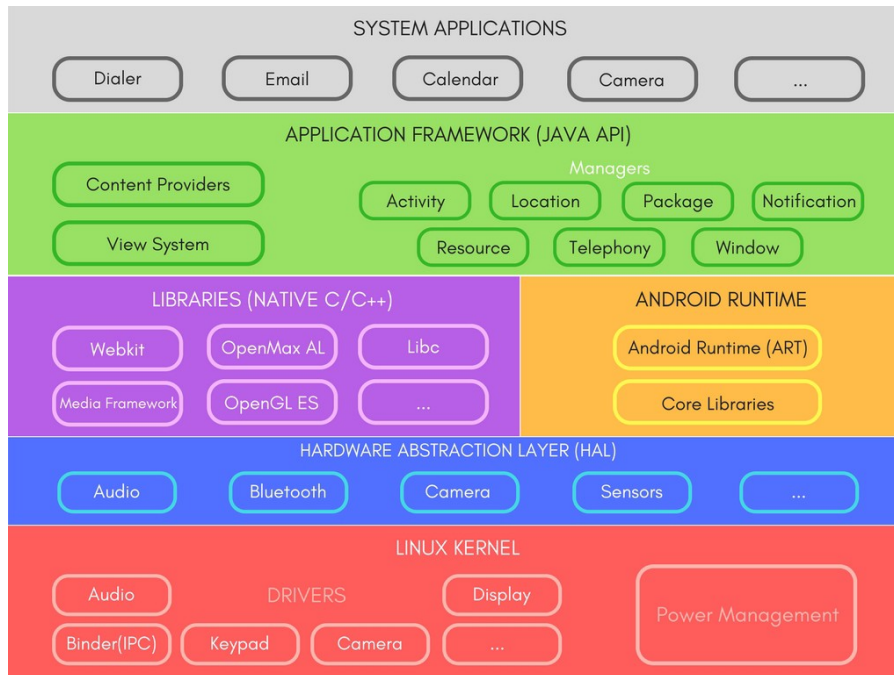 SYSTEM APPLICATIONS
Dialer
Email
Calendar
Camera
...
APPLICATION FRAMEWORK (JAVA API)
Managers
Content Providers
Activity
Location
Package
Notification
View System
Resource
Telephony
Window
LIBRARIES (NATIVE C/C++)
Webkit
OpenMax AL
Libc
Media Framework
OpenGL ES
...
ANDROID RUNTIME
Android Runtime (ART)
Core Libraries
HARDWARE ABSTRACTION LAYER (HAL)
Audio
Bluetooth
Camera
Sensors
...
LINUX KERNEL
Audio
DRIVERS
Display
Binder(IPC)
Keypad
Camera
...
Power Management